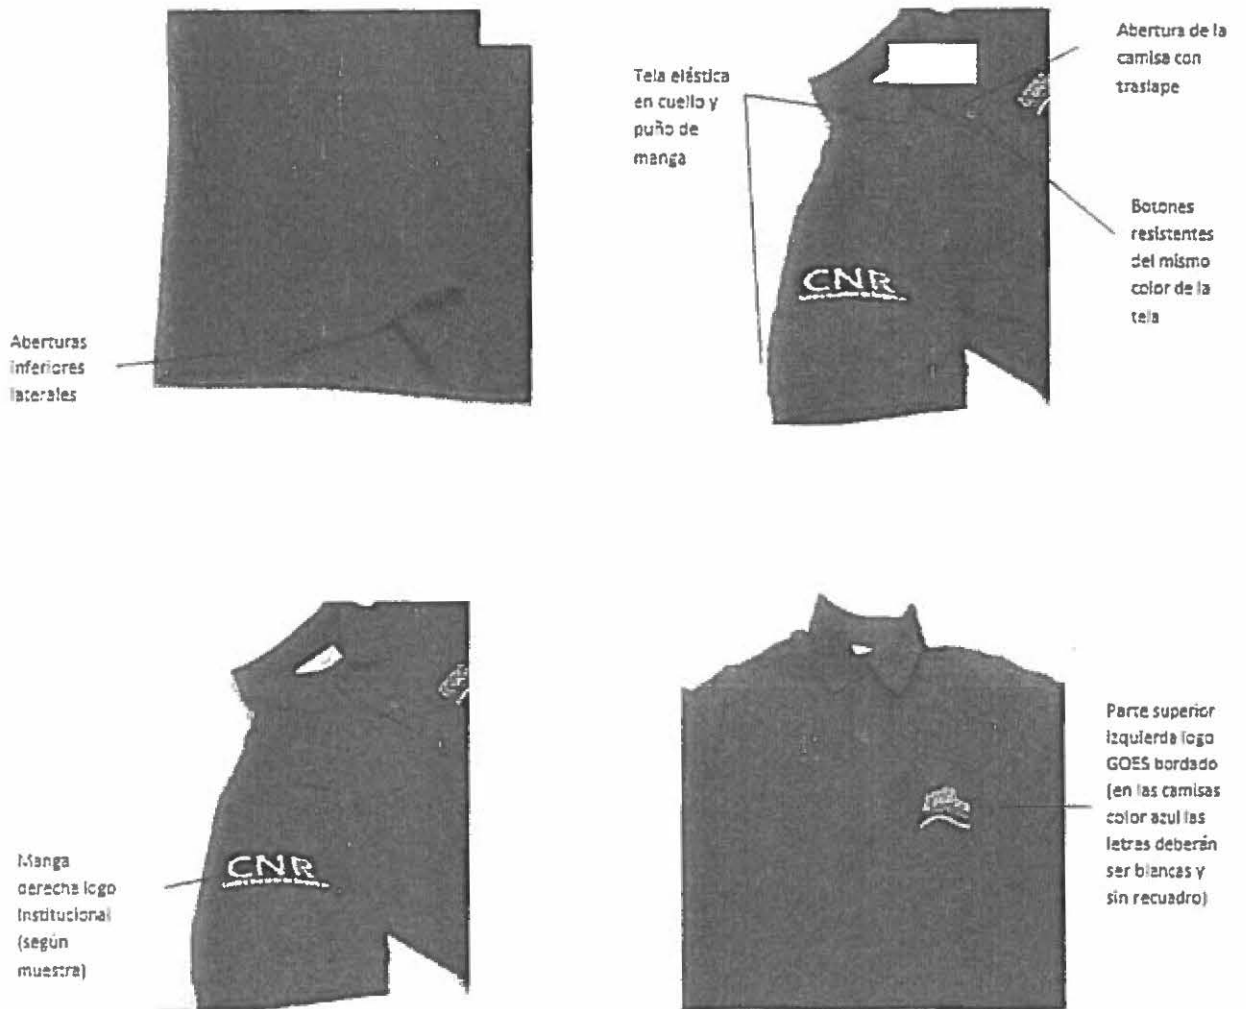 Aberturas
inferiores
laterales
Tela elástica
en cuello y
puño de
manga
Abertura de la
camisa con
traslape
Botones
resistentes
del mismo
color de la
tela
CNR
Manga
derecha logo
Institucional
(según
muestra)
CNR
Parte superior
izquierda logo
GOES bordado
(en las camisas
color azul las
letras deberán
ser blancas y
sin recuadro)